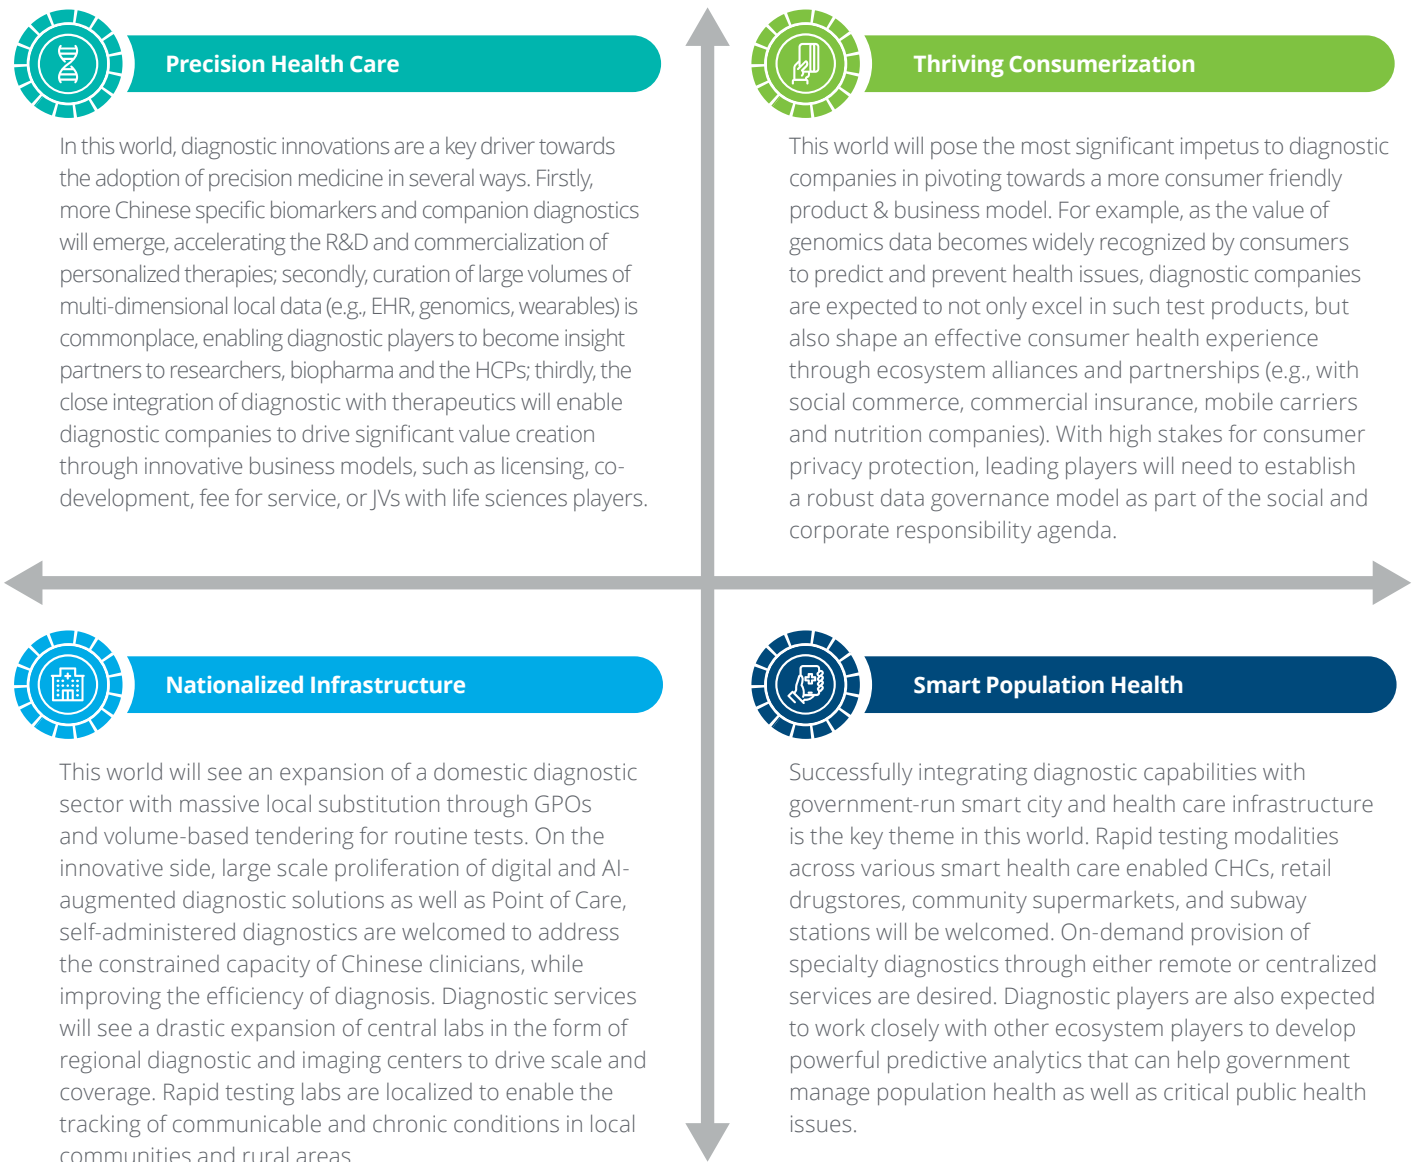 Precision Health Care
In this world, diagnostic innovations are a key driver towards
the adoption of precision medicine in several ways. Firstly,
more Chinese specific biomarkers and companion diagnostics
will emerge, accelerating the R&D and commercialization of
personalized therapies; secondly, curation of large volumes of
multi-dimensional local data (e.g., EHR, genomics, wearables) is
commonplace, enabling diagnostic players to become insight
partners to researchers, biopharma and the HCPs; thirdly, the
close integration of diagnostic with therapeutics will enable
diagnostic companies to drive significant value creation
through innovative business models, such as licensing, co-
development, fee for service, or JVs with life sciences players.
Thriving Consumerization
This world will pose the most significant impetus to diagnostic
companies in pivoting towards a more consumer friendly
product & business model. For example, as the value of
genomics data becomes widely recognized by consumers
to predict and prevent health issues, diagnostic companies
are expected to not only excel in such test products, but
also shape an effective consumer health experience
through ecosystem alliances and partnerships (e.g., with
social commerce, commercial insurance, mobile carriers
and nutrition companies). With high stakes for consumer
privacy protection, leading players will need to establish
a robust data governance model as part of the social and
corporate responsibility agenda.
Nationalized Infrastructure
This world will see an expansion of a domestic diagnostic
sector with massive local substitution through GPOs
and volume-based tendering for routine tests. On the
innovative side, large scale proliferation of digital and AI-
augmented diagnostic solutions as well as Point of Care,
self-administered diagnostics are welcomed to address
the constrained capacity of Chinese clinicians, while
improving the efficiency of diagnosis. Diagnostic services
will see a drastic expansion of central labs in the form of
regional diagnostic and imaging centers to drive scale and
coverage. Rapid testing labs are localized to enable the
tracking of communicable and chronic conditions in local
communities and rural areas.
Smart Population Health
Successfully integrating diagnostic capabilities with
government-run smart city and health care infrastructure
is the key theme in this world. Rapid testing modalities
across various smart health care enabled CHCs, retail
drugstores, community supermarkets, and subway
stations will be welcomed. On-demand provision of
specialty diagnostics through either remote or centralized
services are desired. Diagnostic players are also expected
to work closely with other ecosystem players to develop
powerful predictive analytics that can help government
manage population health as well as critical public health
issues.